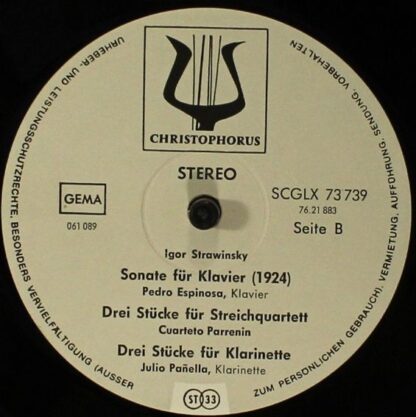 CHRISTOPHORUS
STEREO
GEMA
061 089
SCGLX 73 739
76.21 883
Seite B
Igor Strawinsky
Sonate für Klavier (1924)
Pedro Espinosa, Klavier
Drei Stücke für Streichquartett
Cuarteto Parrenin
Drei Stücke für Klarinette
Julio Pañella, Klarinette
ST 33
URHEBER- UND LEISTUNGSSCHUTZRECHTE, BESONDERS VERVIELFÄLTIGUNG (AUSSER ZUM PERSÖNLICHEN GEBRAUCH), VERMIETUNG, AUFFÜHRUNG, SENDUNG, VORBEHALTEN